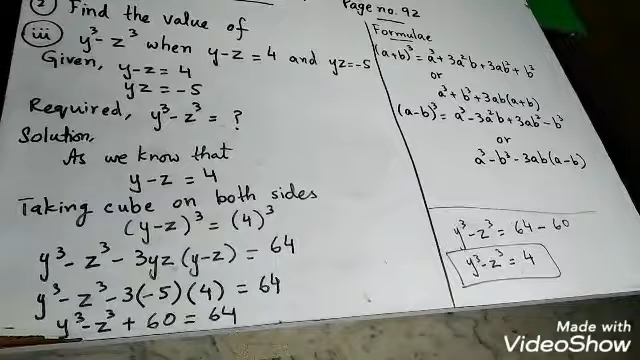 Page no. 92
② Find the value of
iii y³-z³ when y-z=4 and yz=-5
Given, y-z=4
yz=-5
Required, y³-z³=?
Solution,
As we know that
y-z=4
Taking cube on both sides
(y-z)³=(4)³
y³-z³-3yz(y-z)=64
y³-z³-3(-5)(4)=64
y³-z³+60=64
Formulae
(a+b)³=a³+3a²b+3ab²+b³
or
a³+b³+3ab(a+b)
(a-b)³=a³-3a²b+3ab²-b³
or
a³-b³-3ab(a-b)
y³-z³=64-60
y³-z³=4
Made with
VideoShow